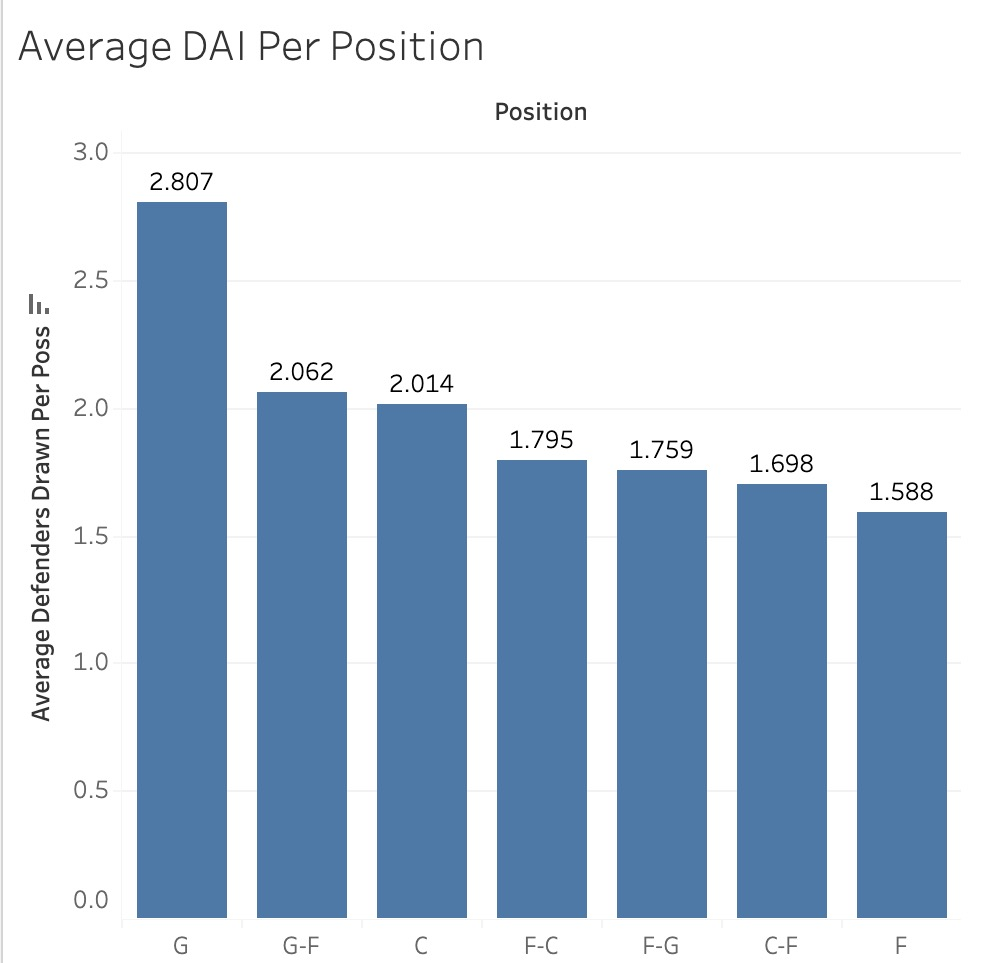 Average DAI Per Position
Position
Average Defenders Drawn Per Poss
3.0
2.5
2.0
1.5
1.0
0.5
0.0
2.807
2.062
2.014
1.795
1.759
1.698
1.588
G
G-F
C
F-C
F-G
C-F
F